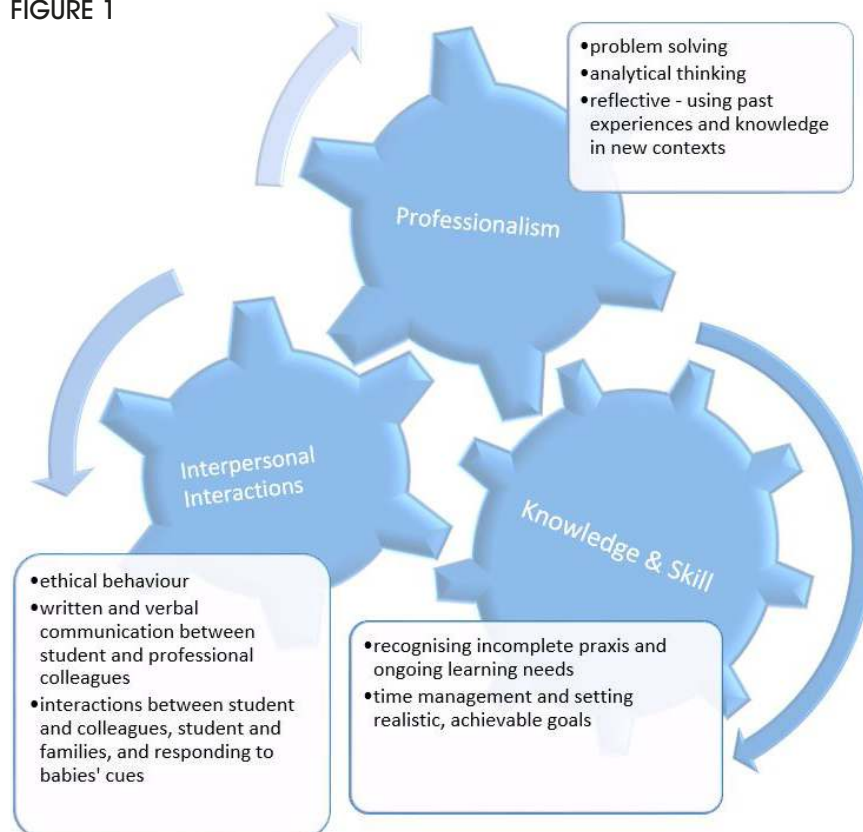 FIGURE 1
•problem solving
•analytical thinking
•reflective - using past
experiences and knowledge
in new contexts
Professionalism
Interpersonal
Interactions
Knowledge & Skill
•ethical behaviour
•written and verbal
communication between
student and professional
colleagues
•interactions between student
and colleagues, student and
families, and responding to
babies' cues
•recognising incomplete praxis and
ongoing learning needs
•time management and setting
realistic, achievable goals